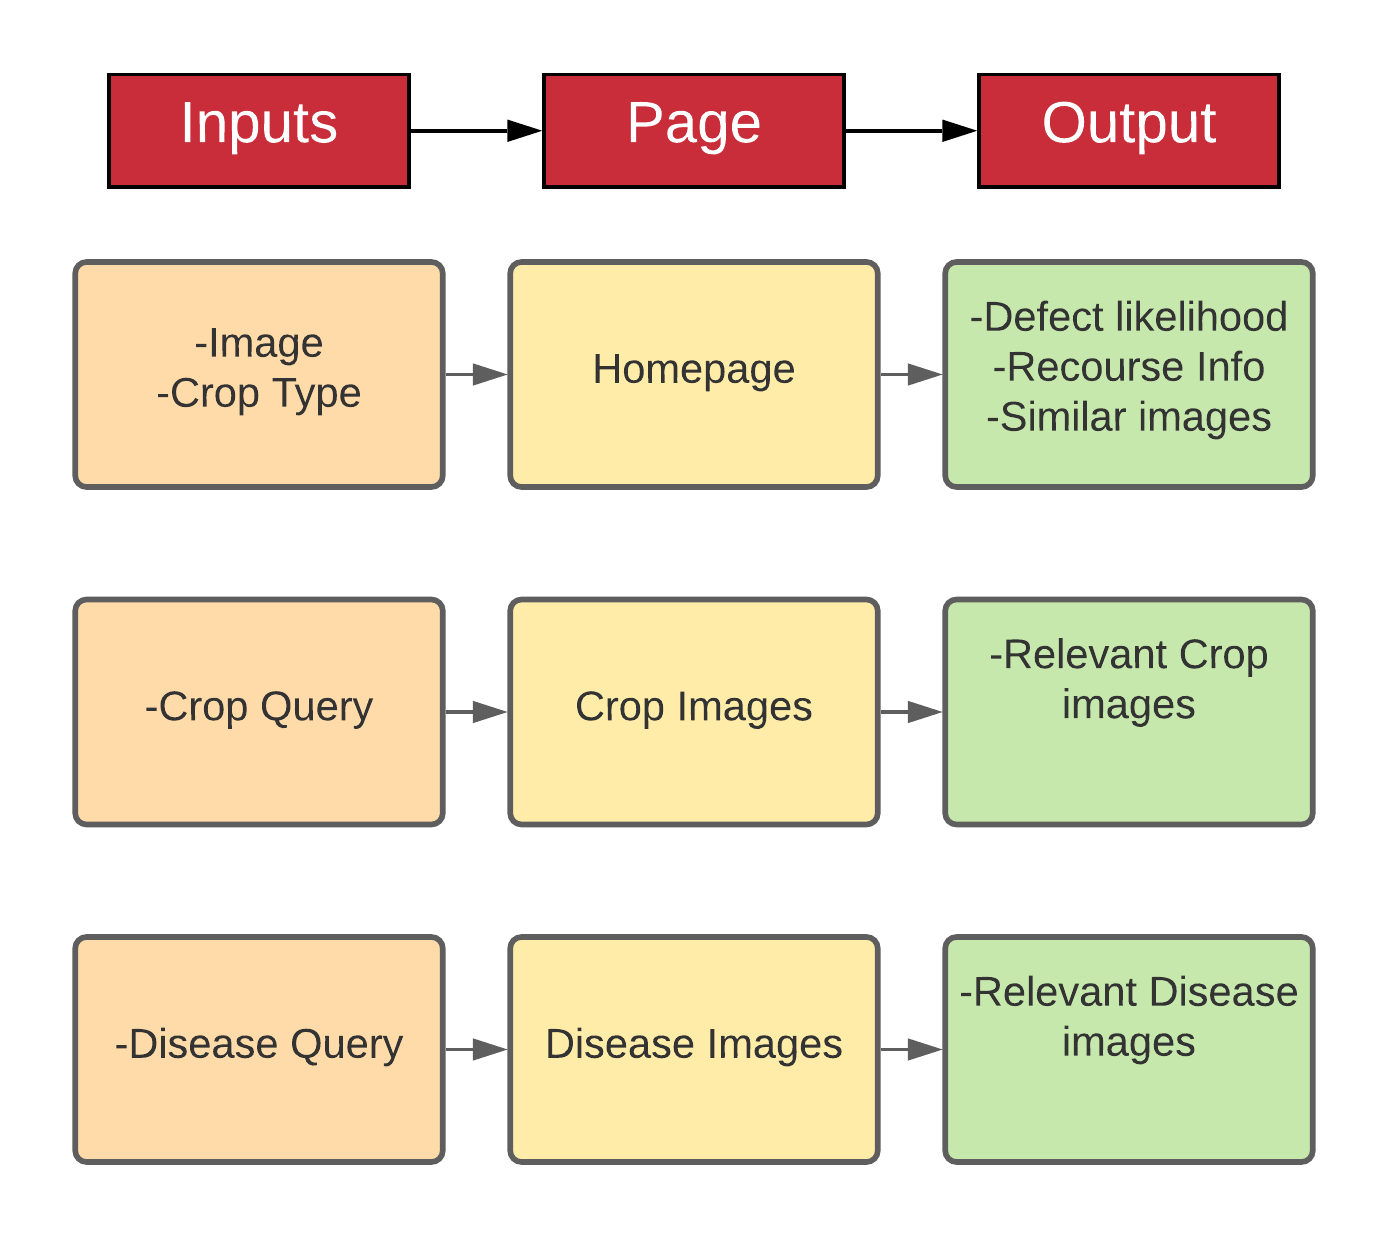 Inputs
Page
Output
-Image
-Crop Type
Homepage
-Defect likelihood
-Recourse Info
-Similar images
-Crop Query
Crop Images
-Relevant Crop
images
-Disease Query
Disease Images
-Relevant Disease
images